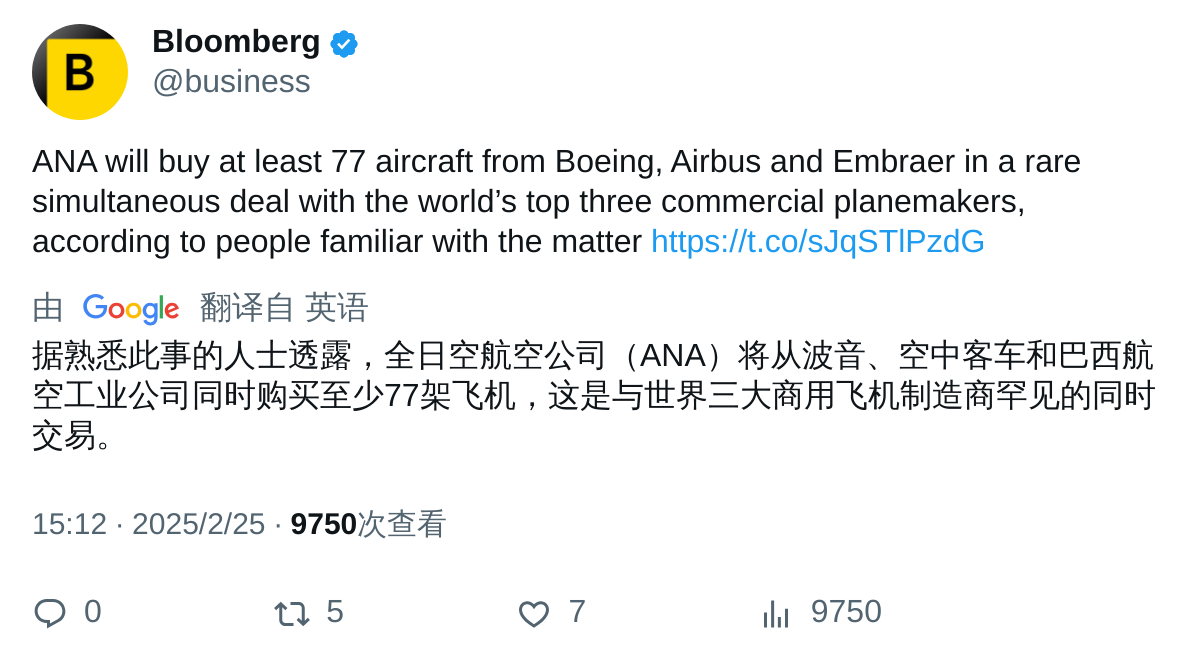 B
Bloomberg
@business
ANA will buy at least 77 aircraft from Boeing, Airbus and Embraer in a rare
simultaneous deal with the world’s top three commercial planemakers,
according to people familiar with the matter https://t.co/sJqSTlPzdG
由 Google 翻译自 英语
据熟悉此事的人士透露，全日空航空公司（ANA）将从波音、空中客车和巴西航
空工业公司同时购买至少77架飞机，这是与世界三大商用飞机制造商罕见的同时
交易。
15:12 · 2025/2/25 · 9750次查看
0 5 7 9750